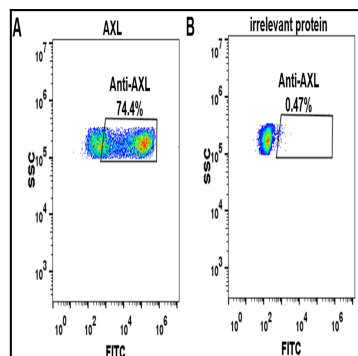 A
AXL
Anti-AXL
74.4%
SSC
10^7
10^6
10^5
10^4
10^3
10^0 10^2 10^4 10^6
FITC
B
irrelevant protein
Anti-AXL
0.47%
SSC
10^7
10^6
10^5
10^4
10^3
10^0 10^2 10^4 10^6
FITC